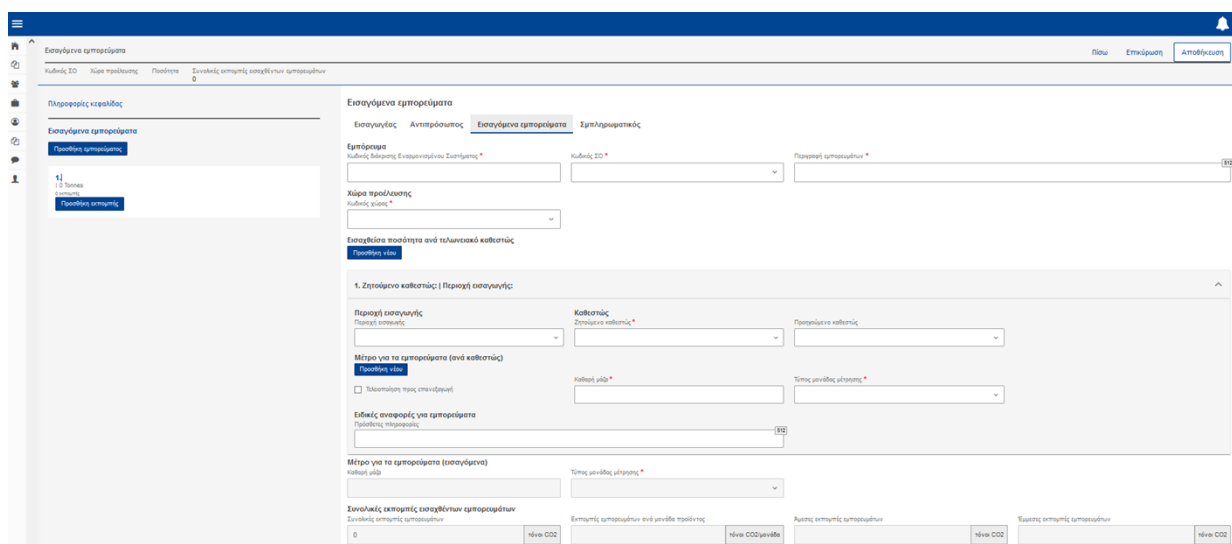 Εισαγόμενα εμπορεύματα
Πίσω Επικύρωση Αποθήκευση
Κωδικός ΣΟ Χώρα προέλευσης Ποσότητα Συνολικές εκπομπές εισαχθέντων εμπορευμάτων
0
Πληροφορίες κεφαλίδας
Εισαγόμενα εμπορεύματα
Προσθήκη εμπορεύματος
1.|
| 0 Tonnes
0 εκπομπές
Προσθήκη εκπομπής
Εισαγόμενα εμπορεύματα
Εισαγωγέας Αντιπρόσωπος Εισαγόμενα εμπορεύματα Συμπληρωματικός
Εμπόρευμα
Κωδικός διάκρισης Εναρμονισμένου Συστήματος * Κωδικός ΣΟ * Περιγραφή εμπορευμάτων *
512
Χώρα προέλευσης
Κωδικός χώρας *
Εισαχθείσα ποσότητα ανά τελωνειακό καθεστώς
Προσθήκη νέου
1. Ζητούμενο καθεστώς: | Περιοχή εισαγωγής:
Περιοχή εισαγωγής Καθεστώς
Περιοχή εισαγωγής Ζητούμενο καθεστώς * Προηγούμενο καθεστώς
Μέτρο για τα εμπορεύματα (ανά καθεστώς)
Προσθήκη νέου
Τελειοποίηση προς επανεξαγωγή Καθαρή μάζα * Τύπος μονάδας μέτρησης *
Ειδικές αναφορές για εμπορεύματα
Πρόσθετες πληροφορίες
512
Μέτρο για τα εμπορεύματα (εισαγόμενα)
Καθαρή μάζα Τύπος μονάδας μέτρησης *
Συνολικές εκπομπές εισαχθέντων εμπορευμάτων
Συνολικές εκπομπές εμπορευμάτων Εκπομπές εμπορευμάτων ανά μονάδα προϊόντος Άμεσες εκπομπές εμπορευμάτων Έμμεσες εκπομπές εμπορευμάτων
0 τόνοι CO2 τόνοι CO2/μονάδα τόνοι CO2 τόνοι CO2